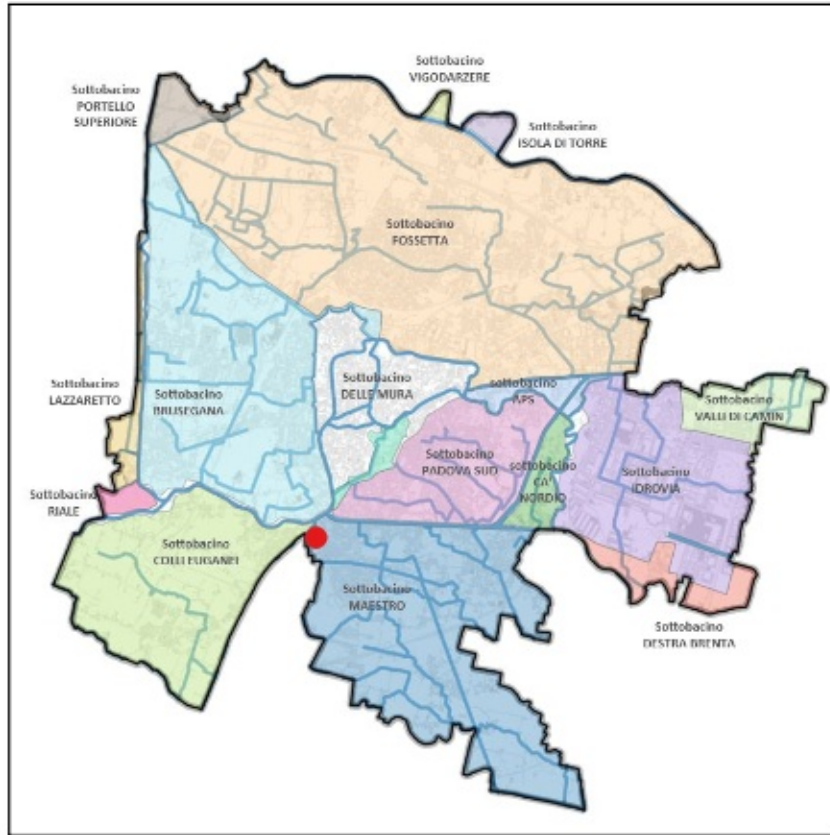 Sottobacino
VIGODARZERE
Sottobacino
PORTELLO
SUPERIORE
Sottobacino
ISOLA DI TORRE
Sottobacino
FOSSETTA
Sottobacino
LAZZARETTO
Sottobacino
BRUSEGANA
Sottobacino
DELLE MURA
sottobacino
APS
Sottobacino
VALLI DI CAMIN
Sottobacino
PADOVA SUD
sottobacino
CA'
NORDIO
Sottobacino
IDROVIA
Sottobacino
RIALE
Sottobacino
COLLI EUGANEI
Sottobacino
MAESTRO
Sottobacino
DESTRA BRENTA